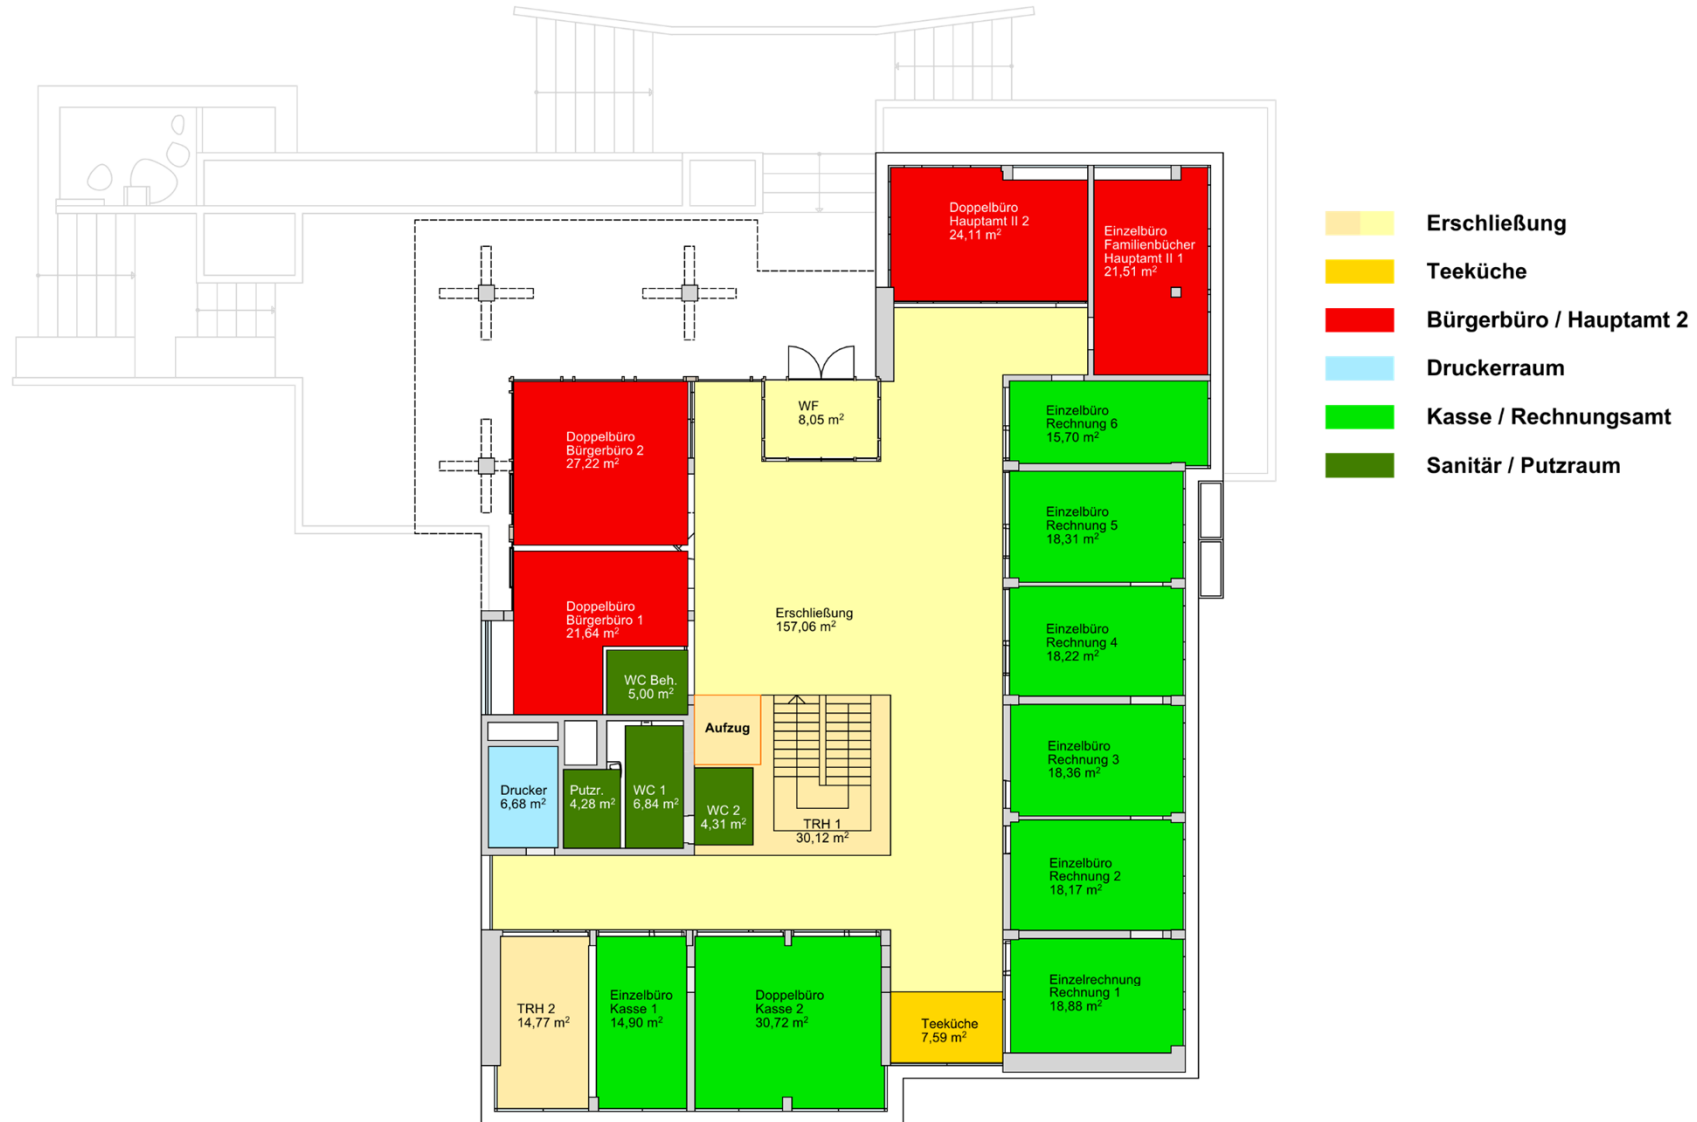 Doppelbüro
Hauptamt II 2
24,11 m²
Einzelbüro
Familienbücher
Hauptamt II 1
21,51 m²
WF
8,05 m²
Einzelbüro
Rechnung 6
15,70 m²
Doppelbüro
Bürgerbüro 2
27,22 m²
Einzelbüro
Rechnung 5
18,31 m²
Doppelbüro
Bürgerbüro 1
21,64 m²
Erschließung
157,06 m²
Einzelbüro
Rechnung 4
18,22 m²
WC Beh.
5,00 m²
Aufzug
Einzelbüro
Rechnung 3
18,36 m²
Drucker
6,68 m²
Putzr.
4,28 m²
WC 1
6,84 m²
WC 2
4,31 m²
TRH 1
30,12 m²
Einzelbüro
Rechnung 2
18,17 m²
TRH 2
14,77 m²
Einzelbüro
Kasse 1
14,90 m²
Doppelbüro
Kasse 2
30,72 m²
Teeküche
7,59 m²
Einzelrechnung
Rechnung 1
18,88 m²
Erschließung
Teeküche
Bürgerbüro / Hauptamt 2
Druckerraum
Kasse / Rechnungsamt
Sanitär / Putzraum